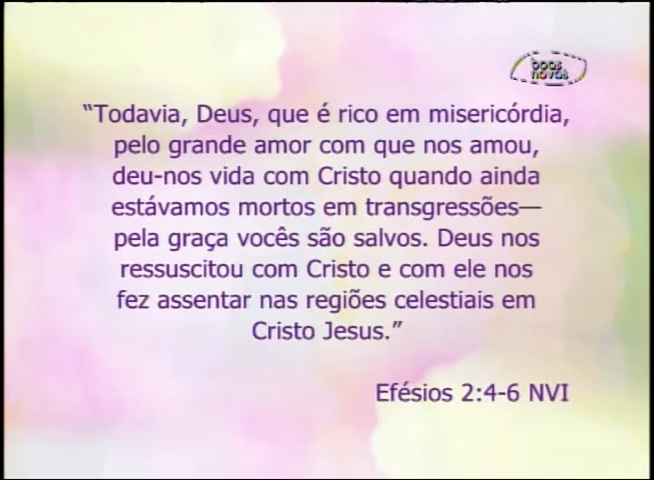 boas
novas
“Todavia, Deus, que é rico em misericórdia,
pelo grande amor com que nos amou,
deu-nos vida com Cristo quando ainda
estávamos mortos em transgressões—
pela graça vocês são salvos. Deus nos
ressuscitou com Cristo e com ele nos
fez assentar nas regiões celestiais em
Cristo Jesus.”
Efésios 2:4-6 NVI